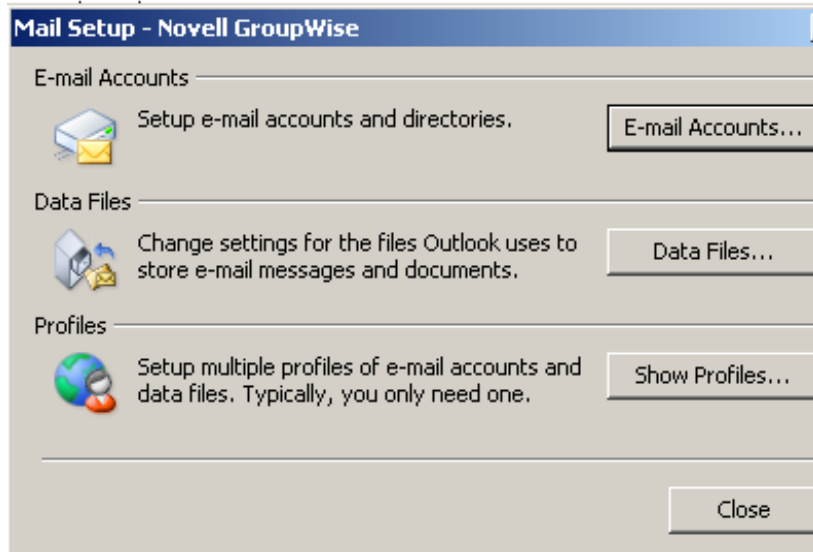 Mail Setup - Novell GroupWise
E-mail Accounts
Setup e-mail accounts and directories.
E-mail Accounts...
Data Files
Change settings for the files Outlook uses to
store e-mail messages and documents.
Data Files...
Profiles
Setup multiple profiles of e-mail accounts and
data files. Typically, you only need one.
Show Profiles...
Close